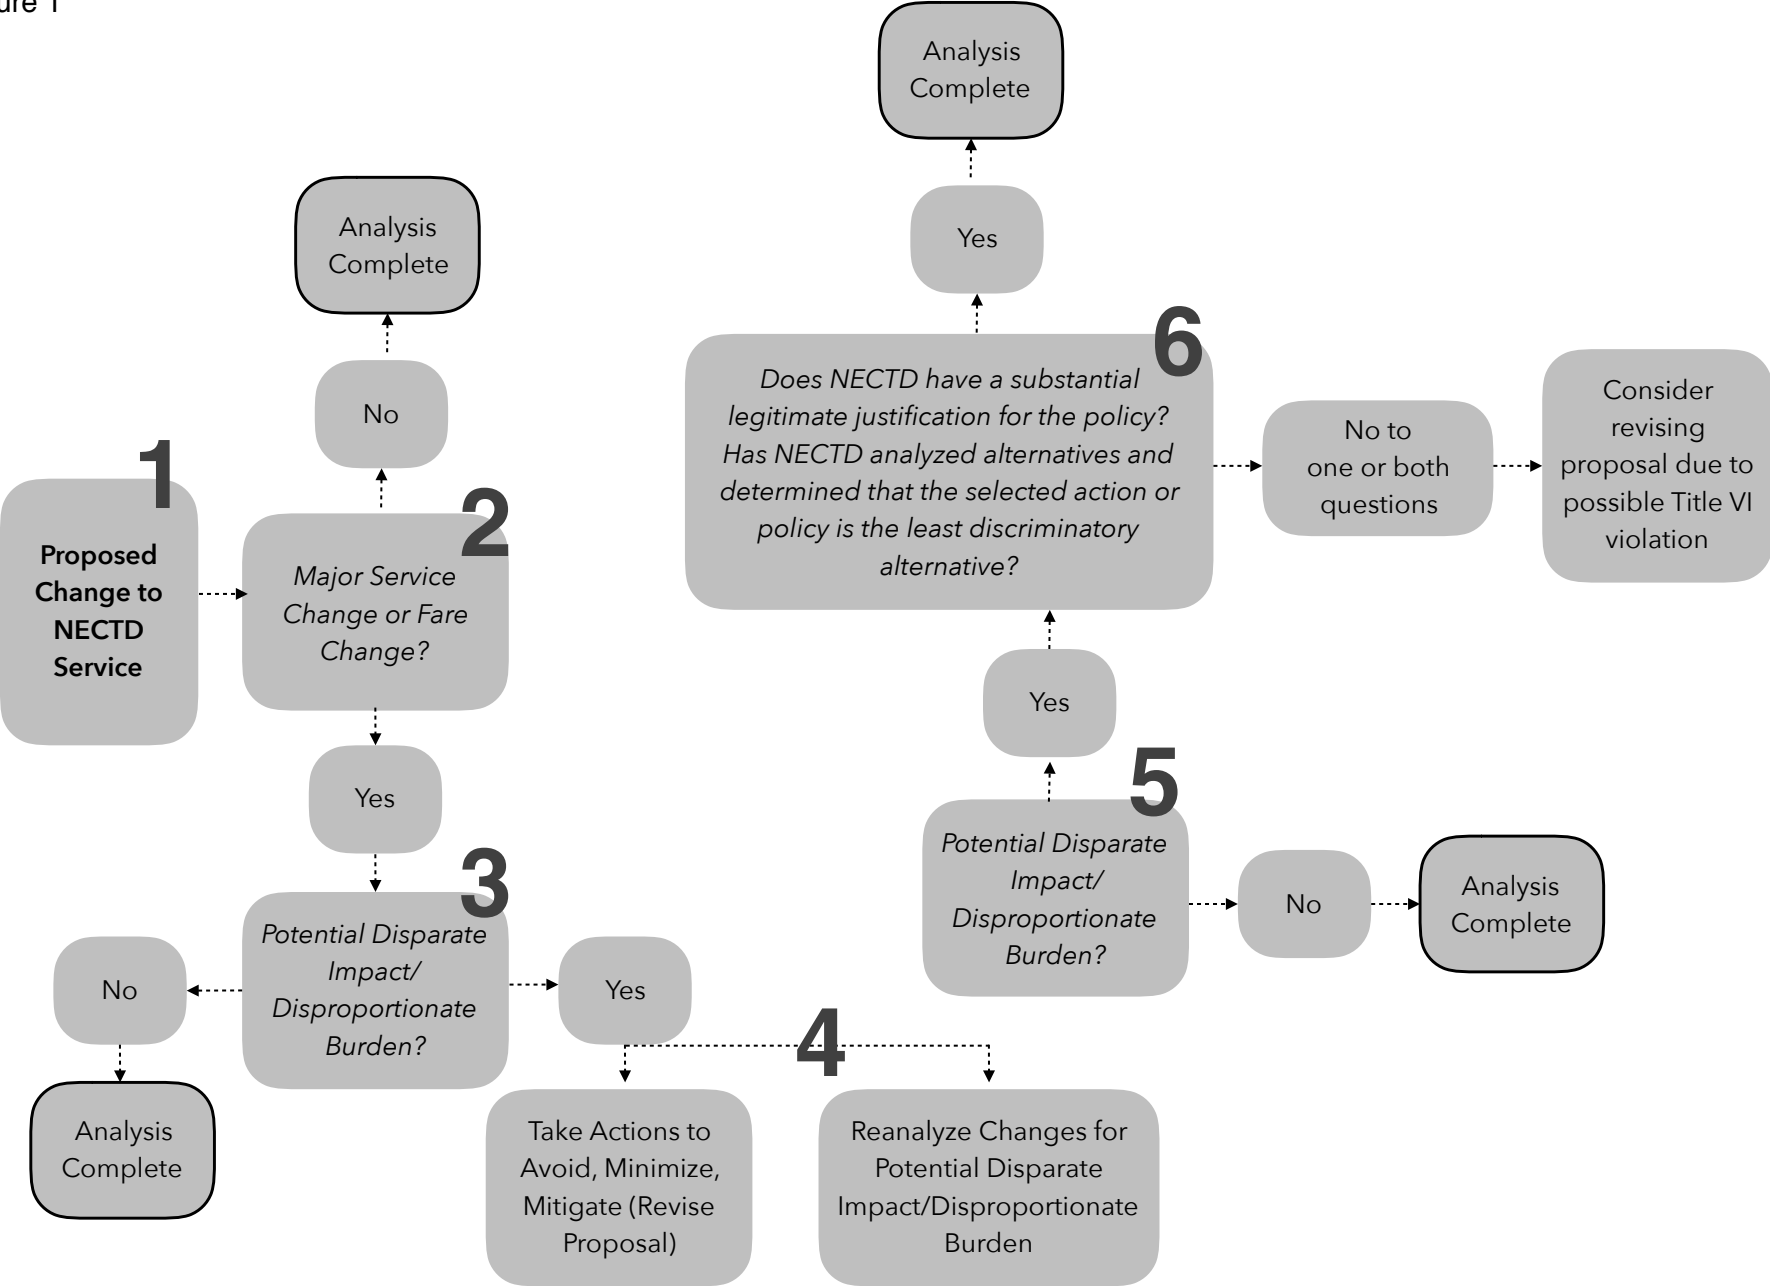 Analysis
Complete
Yes
6
Does NECTD have a substantial
legitimate justification for the policy?
Has NECTD analyzed alternatives and
determined that the selected action or
policy is the least discriminatory
alternative?
No to
one or both
questions
Consider
revising
proposal due to
possible Title VI
violation
Analysis
Complete
No
1
Proposed
Change to
NECTD
Service
2
Major Service
Change or Fare
Change?
Yes
3
Potential Disparate
Impact/
Disproportionate
Burden?
No
Analysis
Complete
Yes
4
Take Actions to
Avoid, Minimize,
Mitigate (Revise
Proposal)
Reanalyze Changes for
Potential Disparate
Impact/Disproportionate
Burden
Yes
5
Potential Disparate
Impact/
Disproportionate
Burden?
No
Analysis
Complete